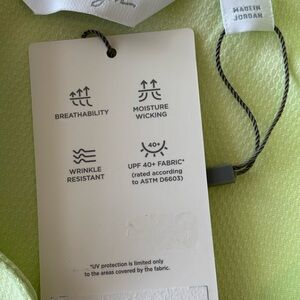 MADE IN
JORDAN
BREATHABILITY
MOISTURE
WICKING
WRINKLE
RESISTANT
40+
UPF 40+ FABRIC*
(rated according
to ASTM D6603)
*UV protection is limited only
to the areas covered by the fabric.